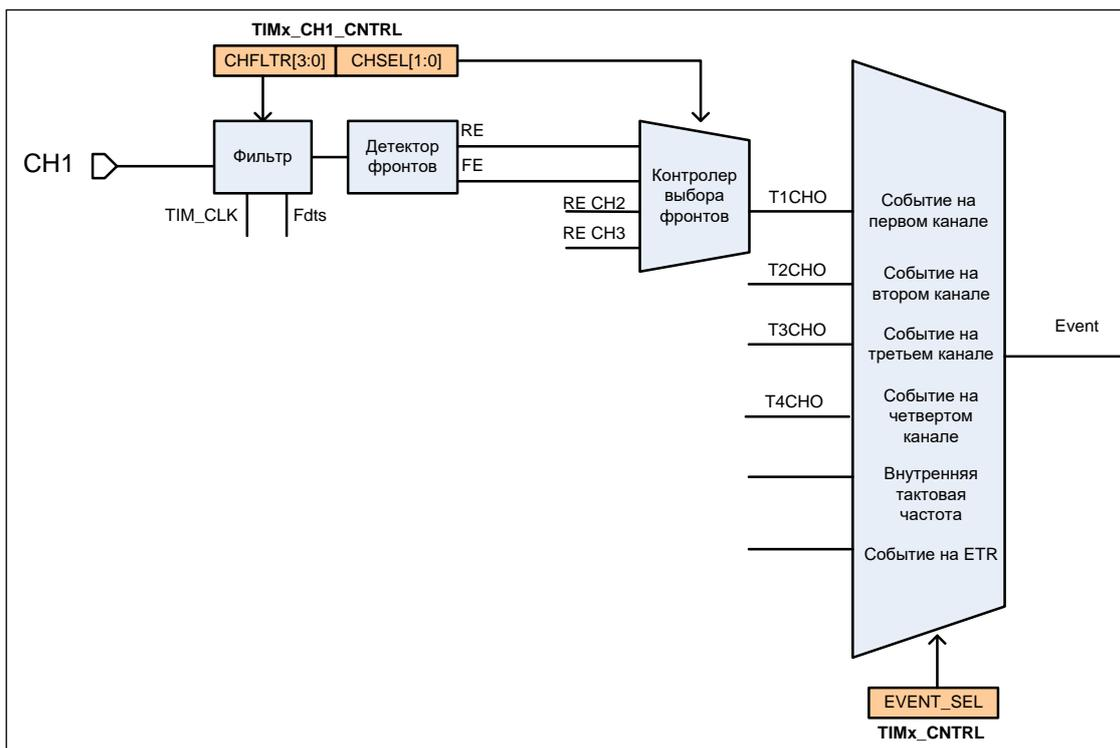 TIMx_CH1_CNTRL
CHFLTR[3:0] CHSEL[1:0]
CH1
Фильтр
TIM_CLK
Fdts
Детектор
фронтов
RE
FE
RE CH2
RE CH3
Контролер
выбора
фронтов
T1CHO
T2CHO
T3CHO
T4CHO
Событие на
первом канале
Событие на
втором канале
Событие на
третьем канале
Событие на
четвертом
канале
Внутренняя
тактовая
частота
Событие на ETR
Event
EVENT_SEL
TIMx_CNTRL